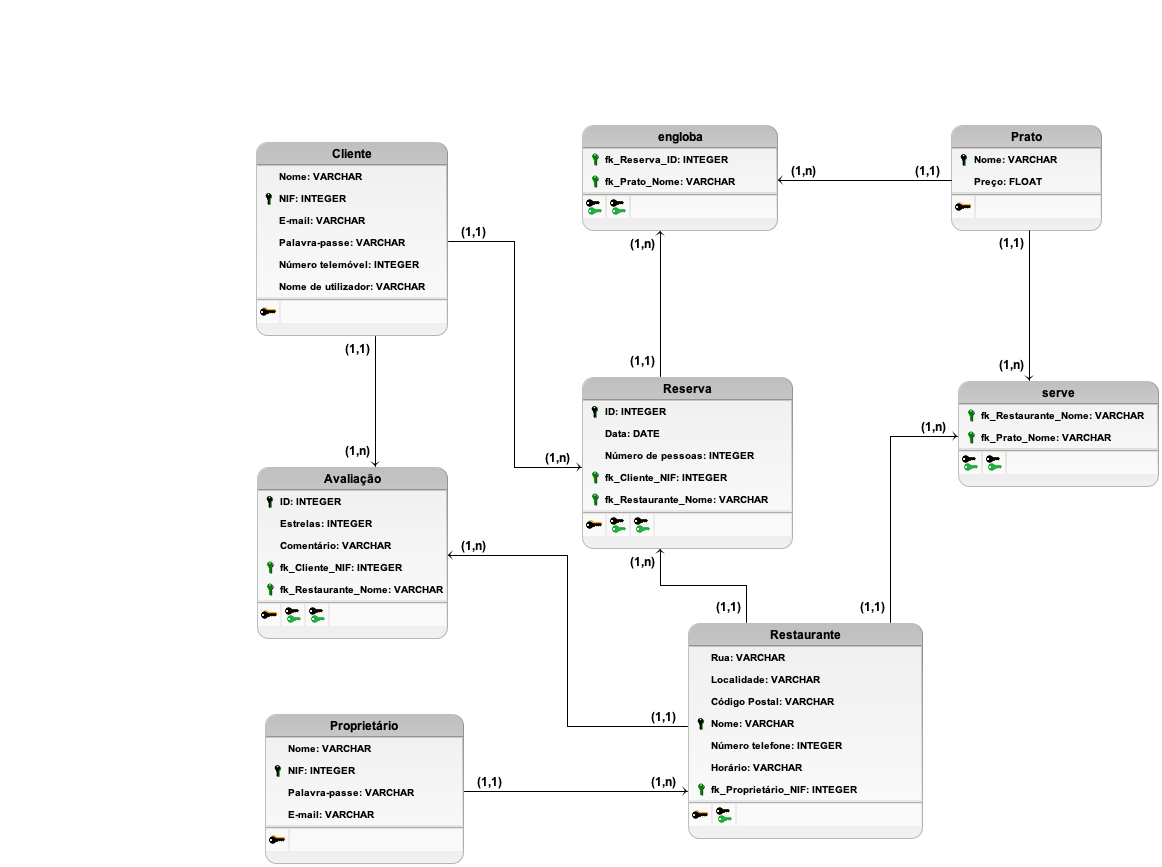 engloba
fk_Reserva_ID: INTEGER
fk_Prato_Nome: VARCHAR
Prato
Nome: VARCHAR
Preço: FLOAT
Cliente
Nome: VARCHAR
NIF: INTEGER
E-mail: VARCHAR
Palavra-passe: VARCHAR
Número telemóvel: INTEGER
Nome de utilizador: VARCHAR
(1,n)
(1,1)
(1,1)
(1,n)
(1,1)
(1,1)
(1,1)
(1,n)
(1,n)
(1,n)
Reserva
ID: INTEGER
Data: DATE
Número de pessoas: INTEGER
fk_Cliente_NIF: INTEGER
fk_Restaurante_Nome: VARCHAR
serve
fk_Restaurante_Nome: VARCHAR
fk_Prato_Nome: VARCHAR
(1,n)
Avaliação
ID: INTEGER
Estrelas: INTEGER
Comentário: VARCHAR
fk_Cliente_NIF: INTEGER
fk_Restaurante_Nome: VARCHAR
(1,n)
(1,n)
(1,1)
(1,1)
Restaurante
Rua: VARCHAR
Localidade: VARCHAR
Código Postal: VARCHAR
Nome: VARCHAR
Número telefone: INTEGER
Horário: VARCHAR
fk_Proprietário_NIF: INTEGER
(1,1)
Proprietário
Nome: VARCHAR
NIF: INTEGER
Palavra-passe: VARCHAR
E-mail: VARCHAR
(1,1)
(1,n)